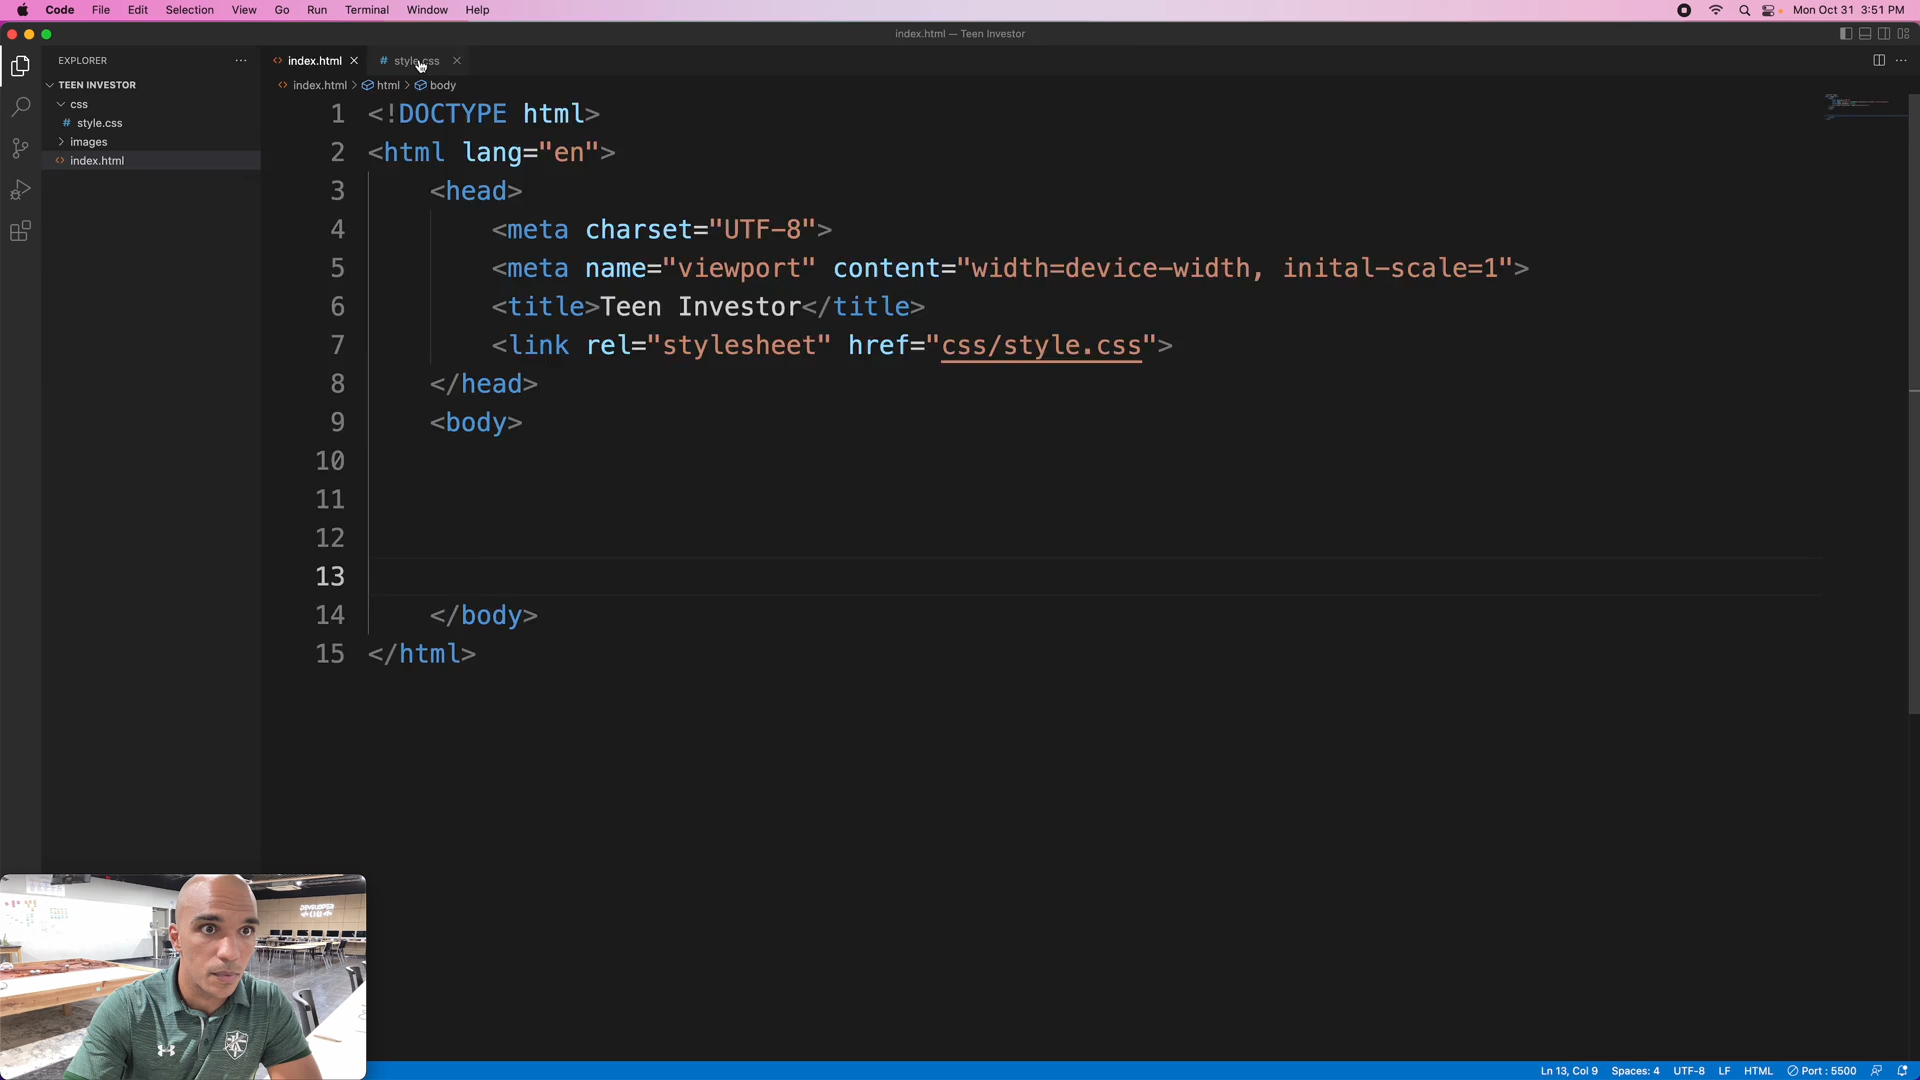 Code File Edit Selection View Go Run Terminal Window Help
Mon Oct 31 3:51 PM
index.html — Teen Investor
EXPLORER
index.html
# style.css
TEEN INVESTOR
index.html > html > body
css
# style.css
images
index.html
1 <!DOCTYPE html>
2 <html lang="en">
3 <head>
4 <meta charset="UTF-8">
5 <meta name="viewport" content="width=device-width, inital-scale=1">
6 <title>Teen Investor</title>
7 <link rel="stylesheet" href="css/style.css">
8 </head>
9 <body>
10
11
12
13
14 </body>
15 </html>
DEVELOPER
Ln 13, Col 9 Spaces: 4 UTF-8 LF HTML Port : 5500